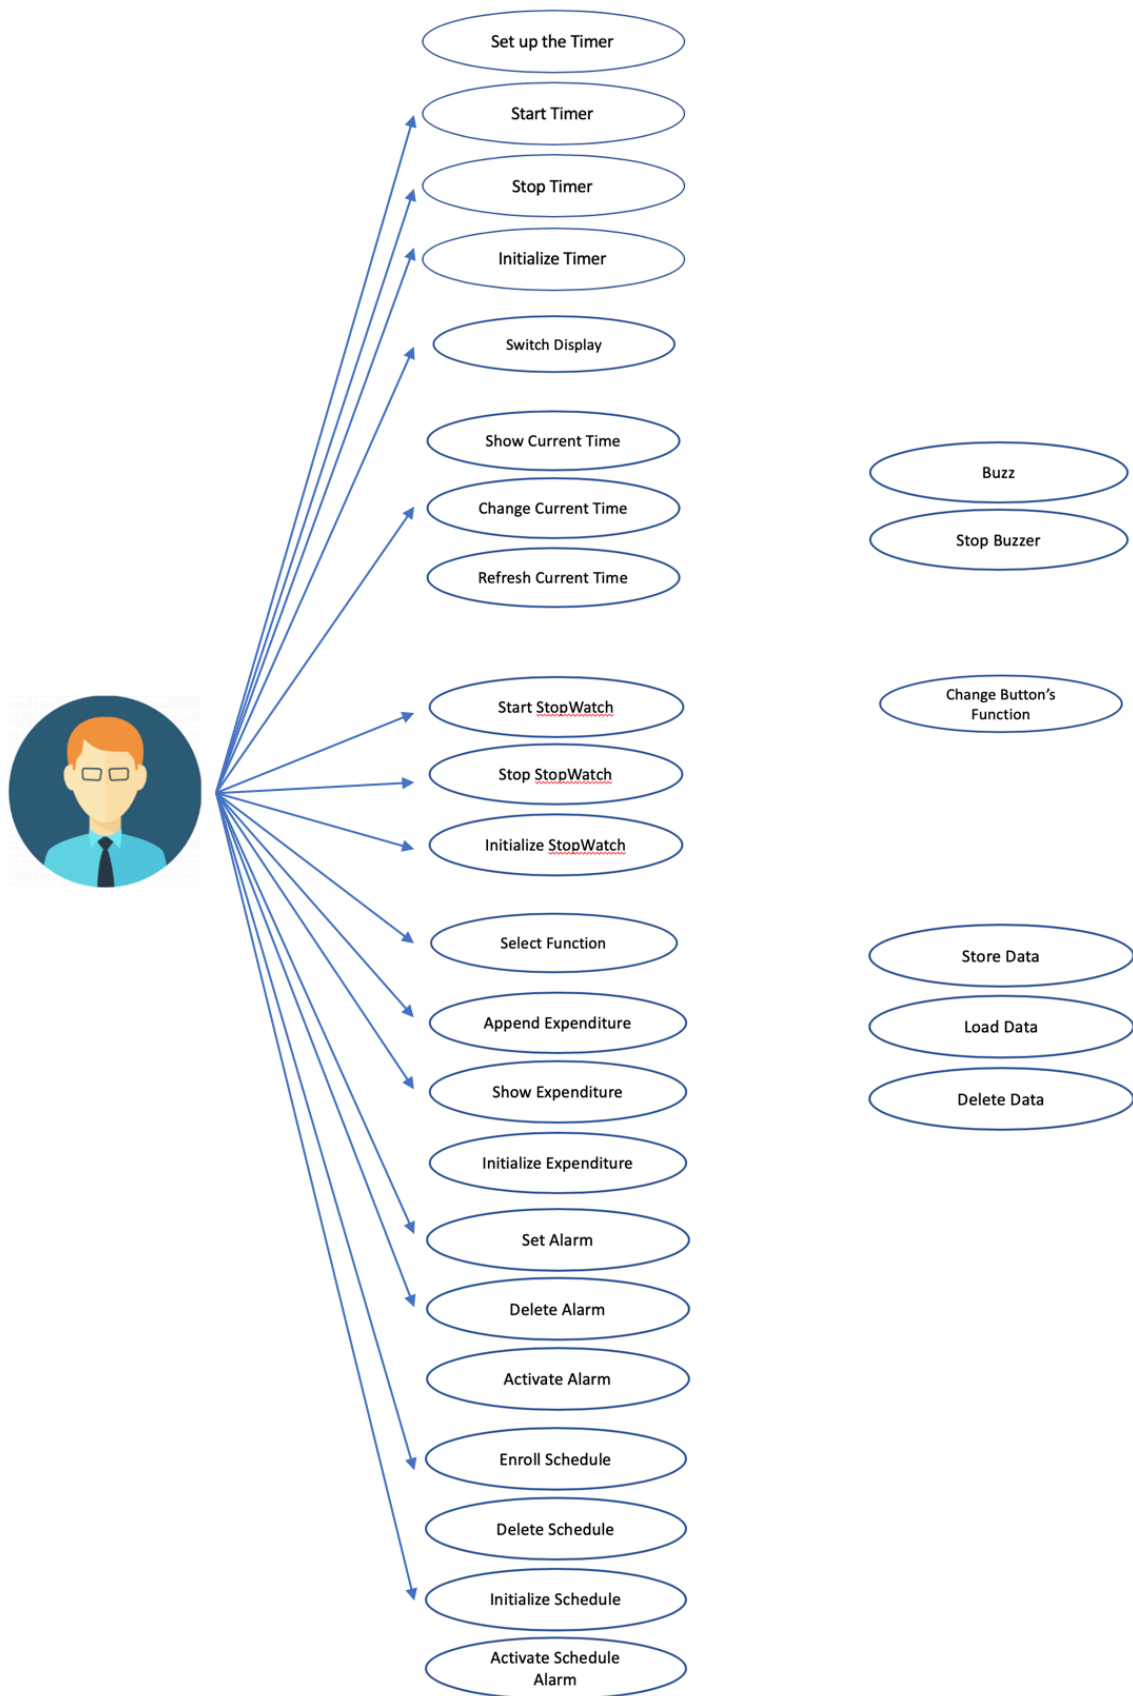 Set up the Timer
Start Timer
Stop Timer
Initialize Timer
Switch Display
Show Current Time
Change Current Time
Refresh Current Time
Start StopWatch
Stop StopWatch
Initialize StopWatch
Select Function
Append Expenditure
Show Expenditure
Initialize Expenditure
Set Alarm
Delete Alarm
Activate Alarm
Enroll Schedule
Delete Schedule
Initialize Schedule
Activate Schedule
Alarm
Buzz
Stop Buzzer
Change Button’s
Function
Store Data
Load Data
Delete Data